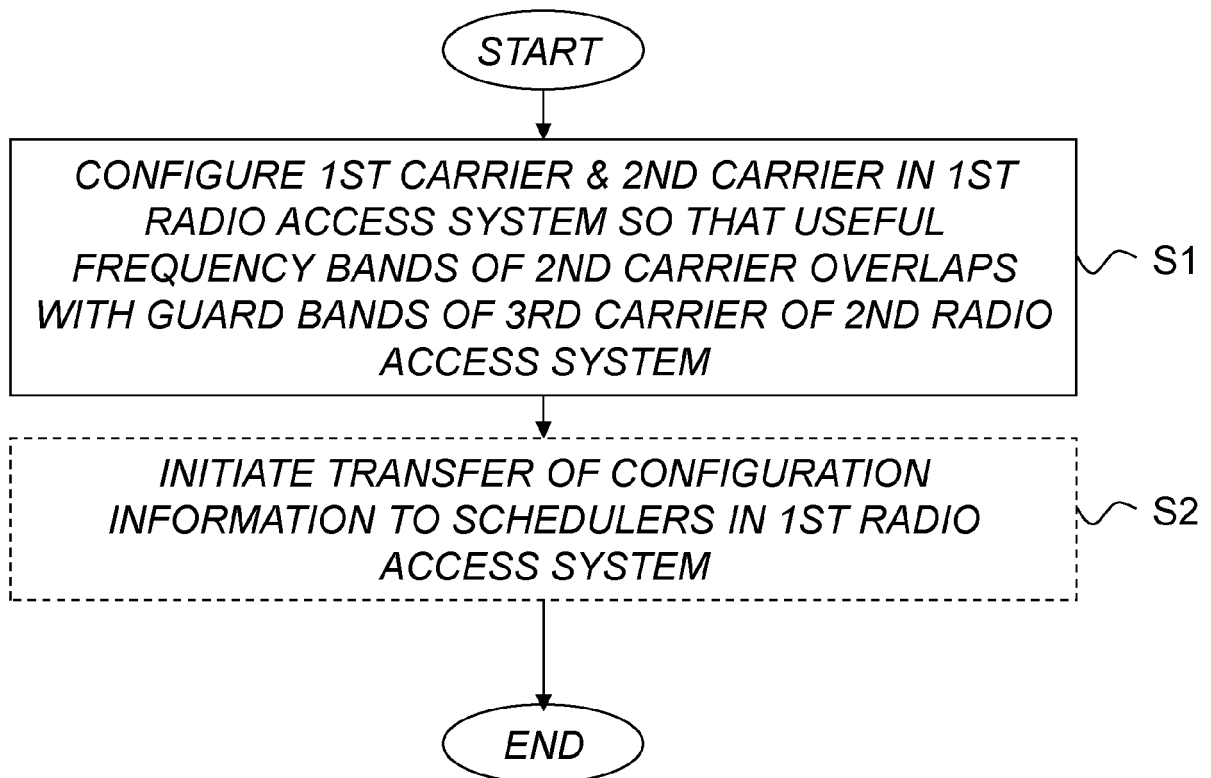 START
CONFIGURE 1ST CARRIER & 2ND CARRIER IN 1ST
RADIO ACCESS SYSTEM SO THAT USEFUL
FREQUENCY BANDS OF 2ND CARRIER OVERLAPS
WITH GUARD BANDS OF 3RD CARRIER OF 2ND RADIO
ACCESS SYSTEM
S1
INITIATE TRANSFER OF CONFIGURATION
INFORMATION TO SCHEDULERS IN 1ST RADIO
ACCESS SYSTEM
S2
END